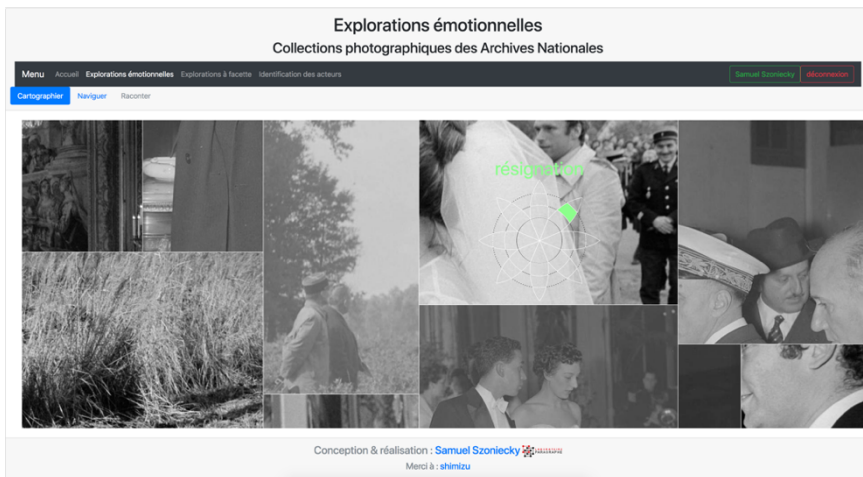 Explorations émotionnelles
Collections photographiques des Archives Nationales
Menu Accueil Explorations émotionnelles Explorations à facette Identification des acteurs Samuel Szoniecky déconnexion
Cartographier Naviguer Raconter
résignation
Conception & réalisation : Samuel Szoniecky
Merci à : shimizu